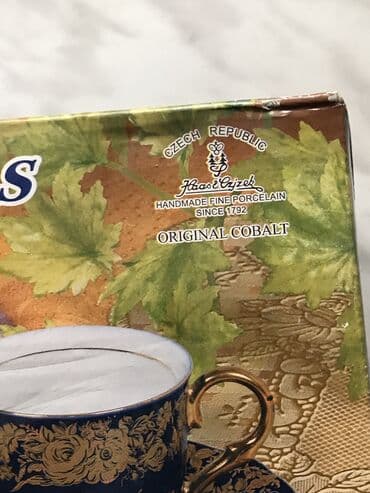 s
CZECH REPUBLIC
Haas & Czjzek
HANDMADE FINE PORCELAIN
SINCE 1792
ORIGINAL COBALT